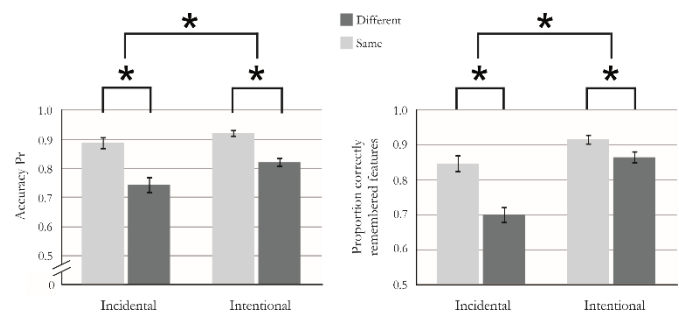 Different
Same
*
*
*
*
*
*
Accuracy Pr
1.0
0.9
0.8
0.7
0.6
0.5
0
Incidental
Intentional
Proportion correctly
remembered features
1.0
0.9
0.8
0.7
0.6
0.5
Incidental
Intentional